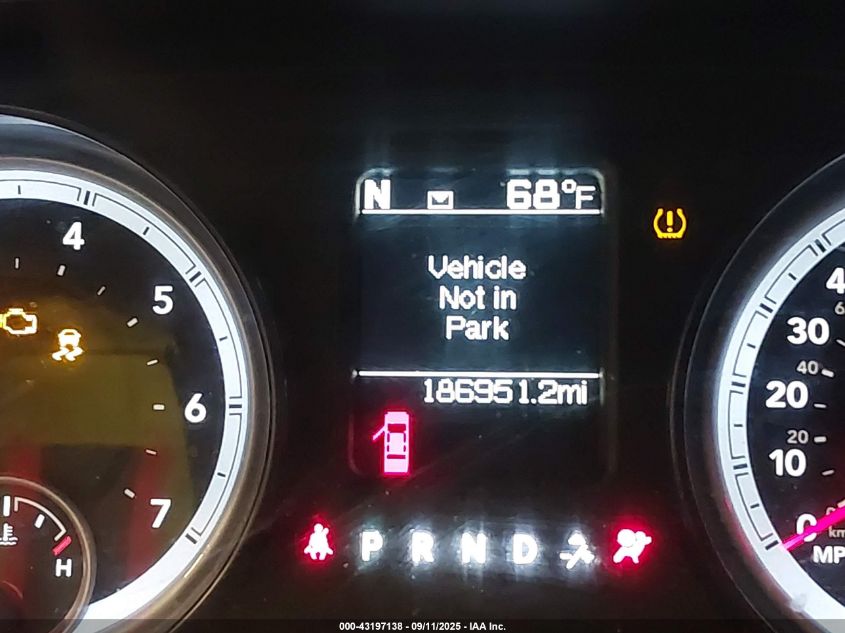 N 68°F
Vehicle
Not in
Park
186951.2mi
4
5
6
7
H
P R N D
30
20
10
0
40
20
MP
000-43197138 - 09/11/2025 - IAA Inc.